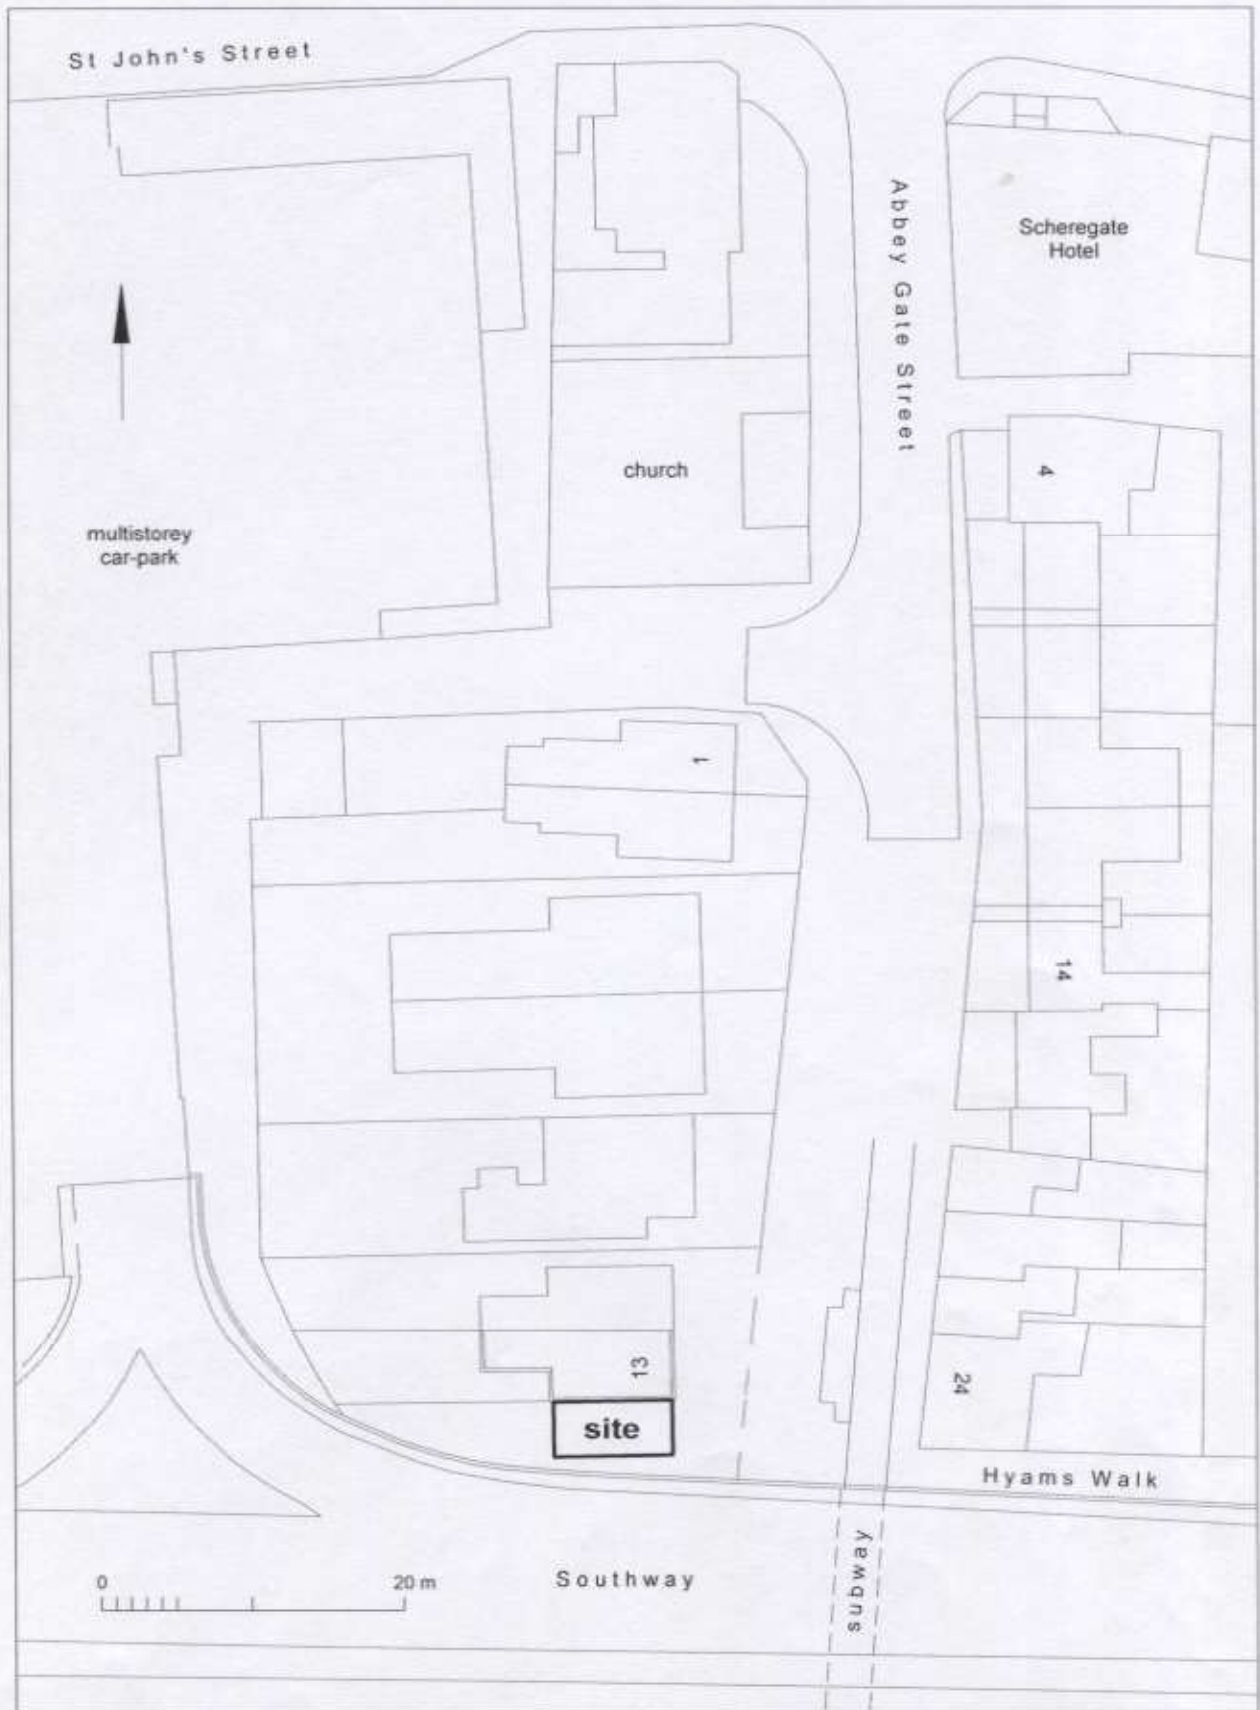 St John's Street
Abbey Gate Street
Scheregate
Hotel
church
4
multistorey
car-park
1
14
13
24
site
Hyams Walk
0
20 m
Southway
subway